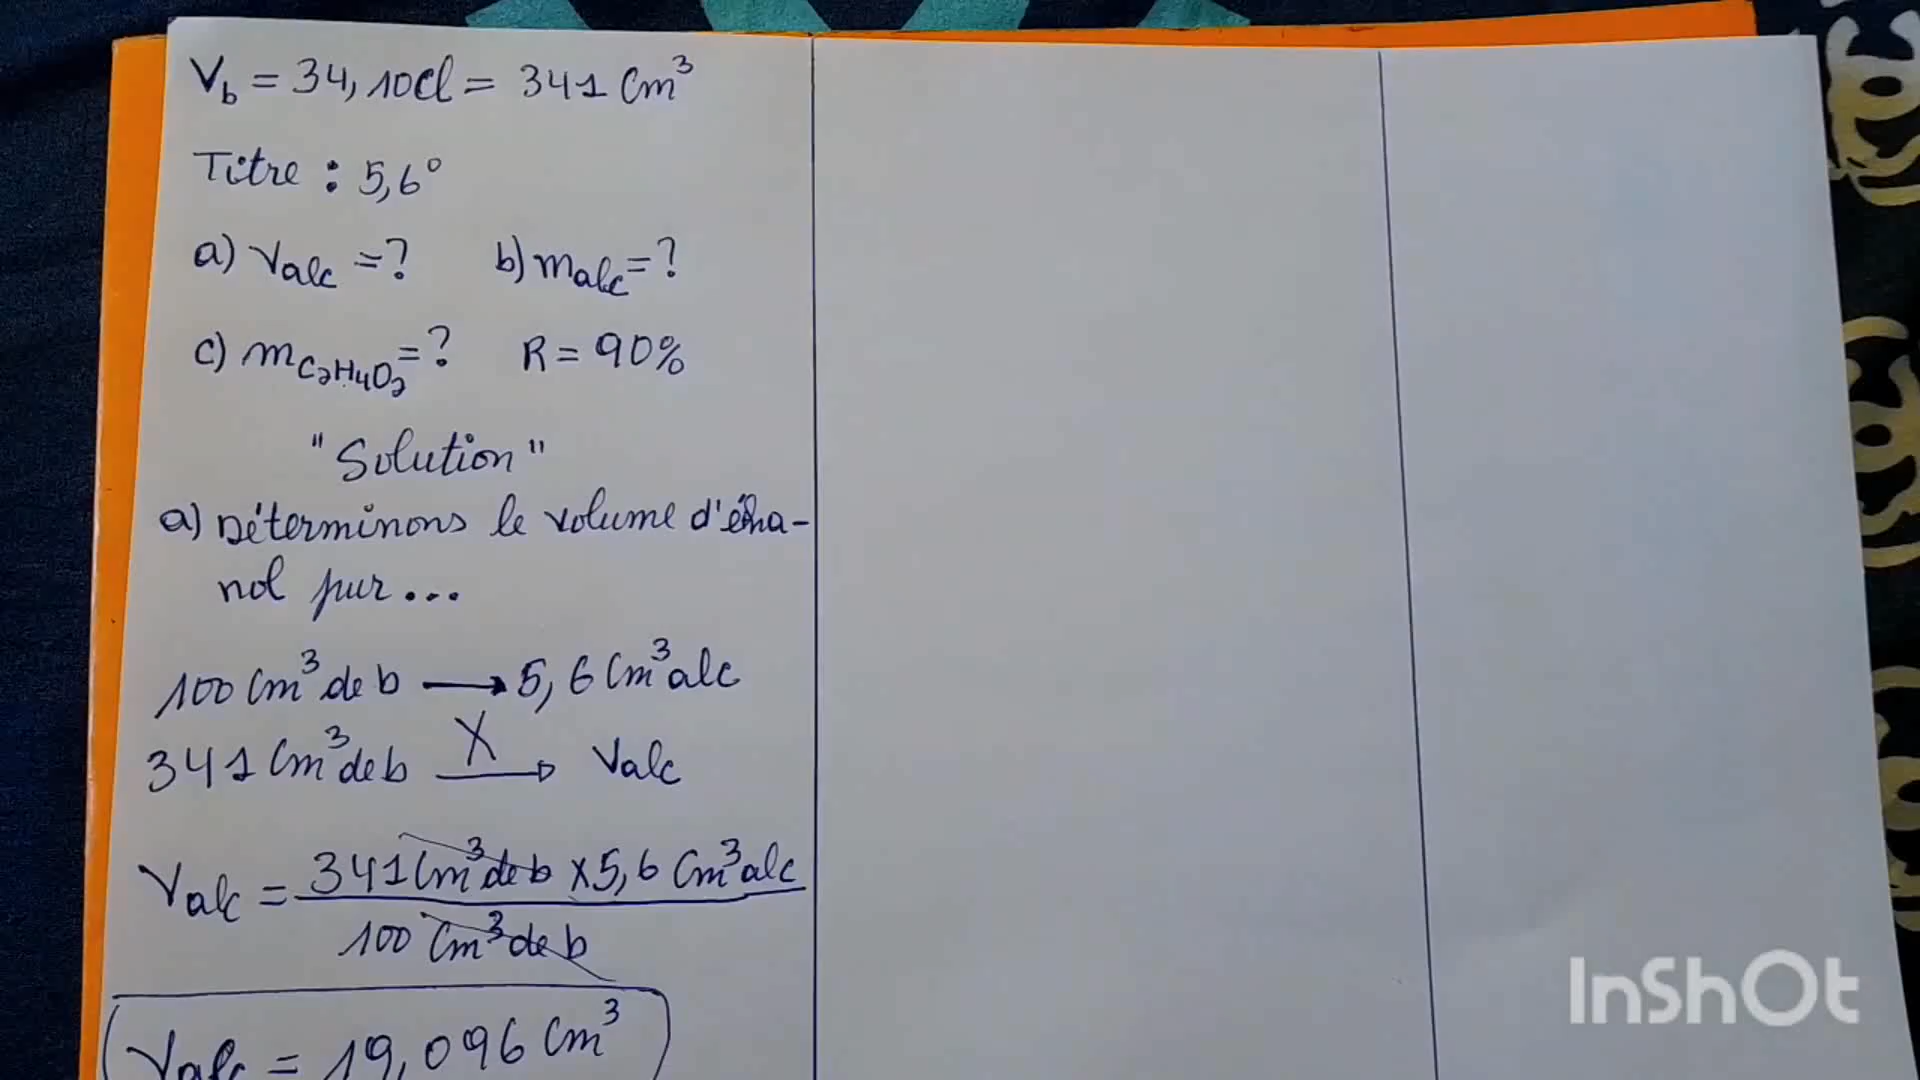 Vb = 34,10Cl = 341 Cm³
Titre : 5,6°
a) Valc = ? b) malc = ?
c) mC₂H₄O₂ = ? R = 90%
"Solution"
a) Déterminons le volume d'étha-
nol pur...
100 Cm³ de b → 5,6 Cm³ alc
341 Cm³ de b X → Valc
Valc = 341 Cm³ de b x 5,6 Cm³ alc
100 Cm³ de b
Valc = 19,096 Cm³
InShOt